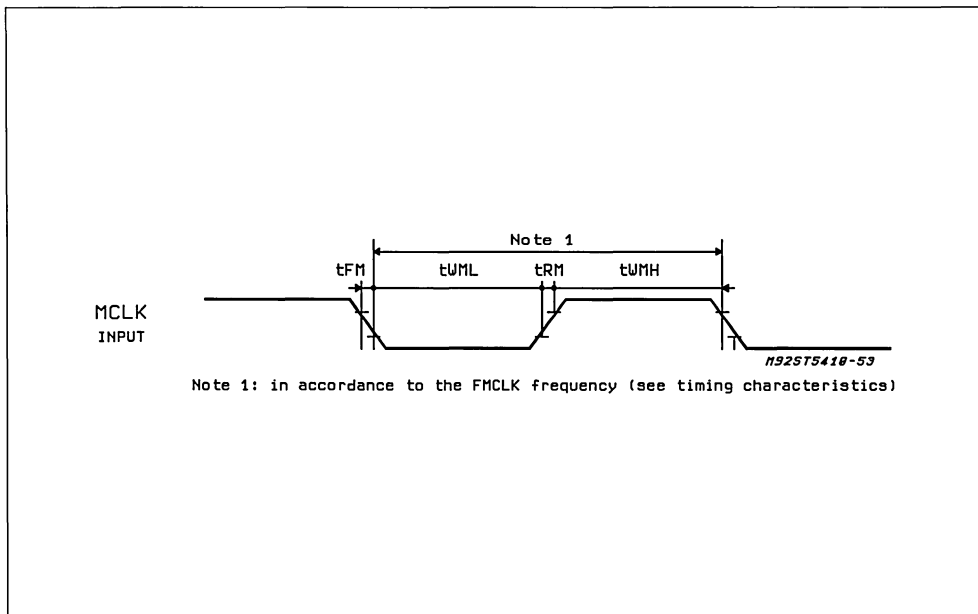 Note 1
tFM tWML tRM tWMH
MCLK
INPUT
M92ST5410-53
Note 1: in accordance to the FMCLK frequency (see timing characteristics)